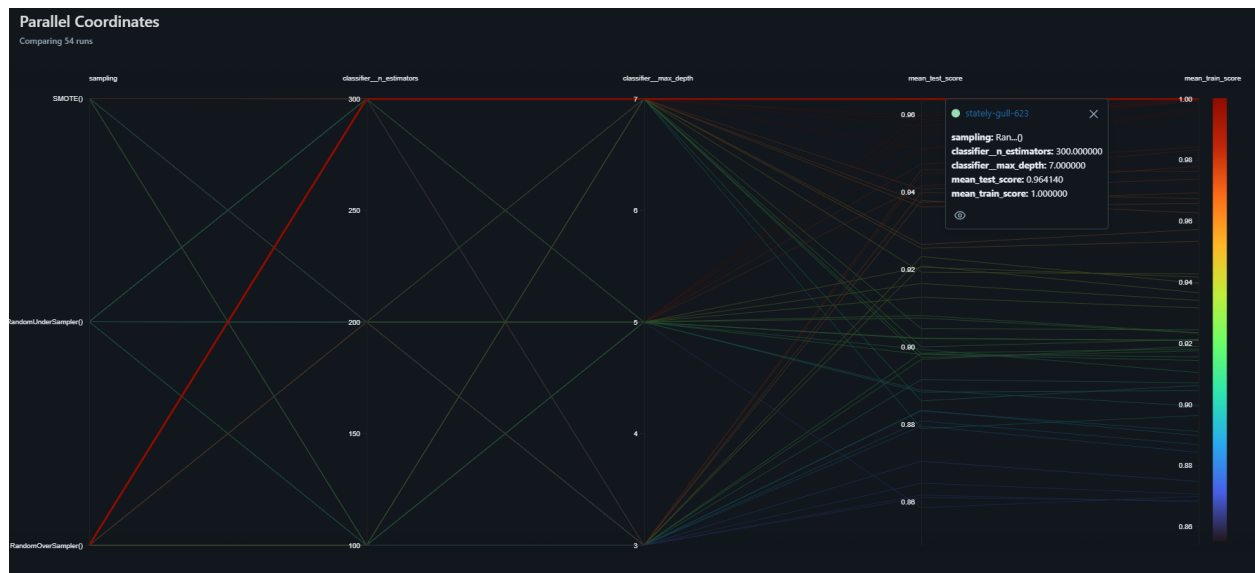 Parallel Coordinates
Comparing 54 runs
sampling classifier__n_estimators classifier__max_depth mean_test_score mean_train_score
SMOTE() 300 7 1.00
0.96
stately-gull-623
sampling: Ran...()
classifier__n_estimators: 300.000000
classifier__max_depth: 7.000000
mean_test_score: 0.964140
mean_train_score: 1.000000
0.98
0.94
250 6
0.96
0.92
0.94
RandomUnderSampler() 200 5
0.92
0.90
0.90
0.88
150 4
0.88
0.86
0.86
RandomOverSampler() 100 3